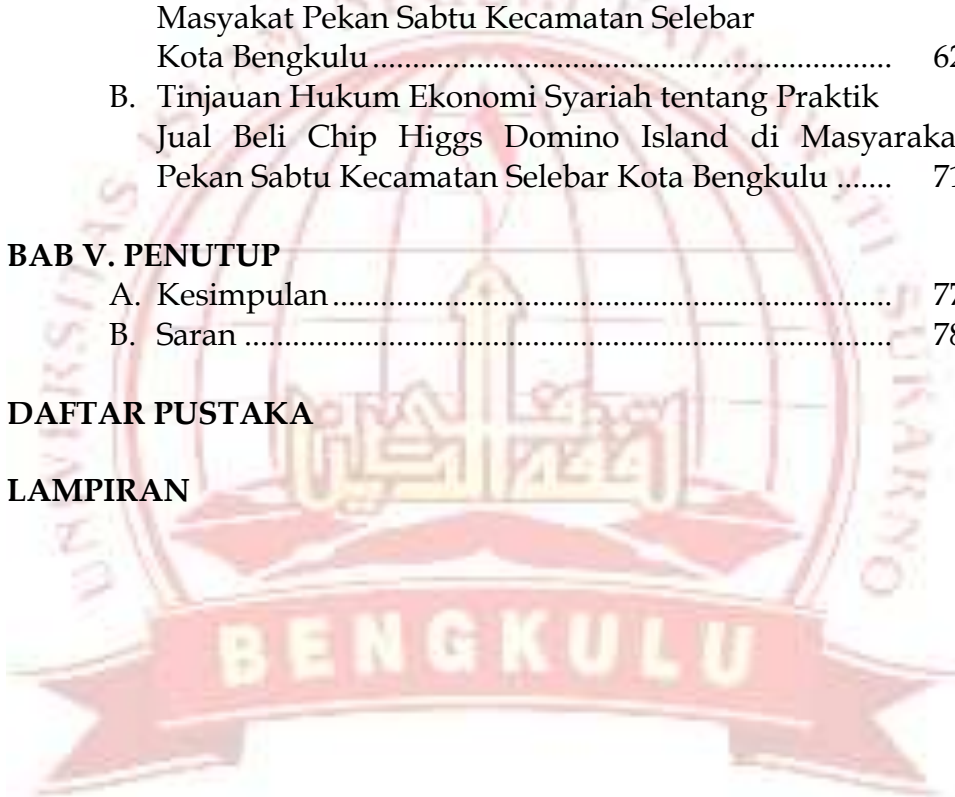 Masyakat Pekan Sabtu Kecamatan Selebar
Kota Bengkulu ................................................................. 62
B. Tinjauan Hukum Ekonomi Syariah tentang Praktik
Jual Beli Chip Higgs Domino Island di Masyaraka
Pekan Sabtu Kecamatan Selebar Kota Bengkulu ....... 71
BAB V. PENUTUP
A. Kesimpulan ...................................................................... 77
B. Saran ................................................................................. 78
DAFTAR PUSTAKA
LAMPIRAN
UNIVERSITAS
SUKARNO
BENGKULU